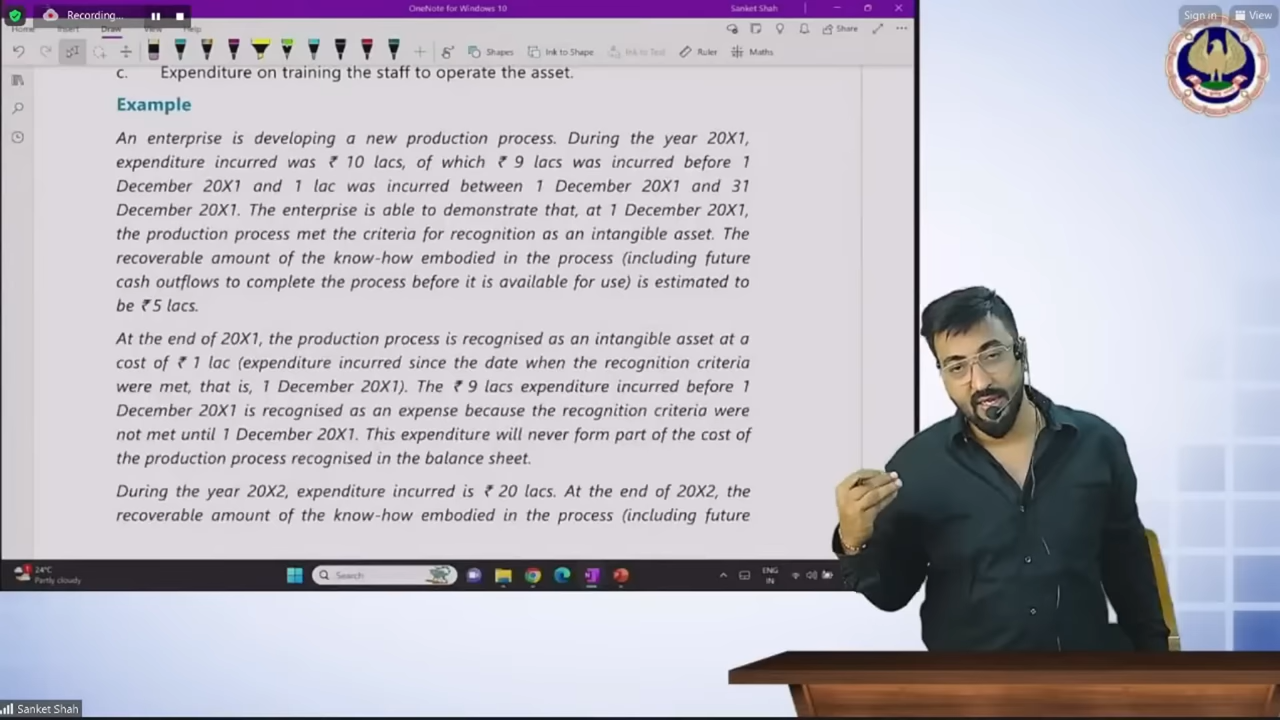 Recording...
Sign in
View
OneNote for Windows 10
Sanket Shah
Home
Insert
Draw
View
Help
Share
Shapes
Ink to Shape
Ink to Text
Ruler
Maths
c. Expenditure on training the staff to operate the asset.
Example
An enterprise is developing a new production process. During the year 20X1,
expenditure incurred was ₹ 10 lacs, of which ₹ 9 lacs was incurred before 1
December 20X1 and 1 lac was incurred between 1 December 20X1 and 31
December 20X1. The enterprise is able to demonstrate that, at 1 December 20X1,
the production process met the criteria for recognition as an intangible asset. The
recoverable amount of the know-how embodied in the process (including future
cash outflows to complete the process before it is available for use) is estimated to
be ₹ 5 lacs.
At the end of 20X1, the production process is recognised as an intangible asset at a
cost of ₹ 1 lac (expenditure incurred since the date when the recognition criteria
were met, that is, 1 December 20X1). The ₹ 9 lacs expenditure incurred before 1
December 20X1 is recognised as an expense because the recognition criteria were
not met until 1 December 20X1. This expenditure will never form part of the cost of
the production process recognised in the balance sheet.
During the year 20X2, expenditure incurred is ₹ 20 lacs. At the end of 20X2, the
recoverable amount of the know-how embodied in the process (including future
24°C
Partly cloudy
Search
ENG
IN
Sanket Shah